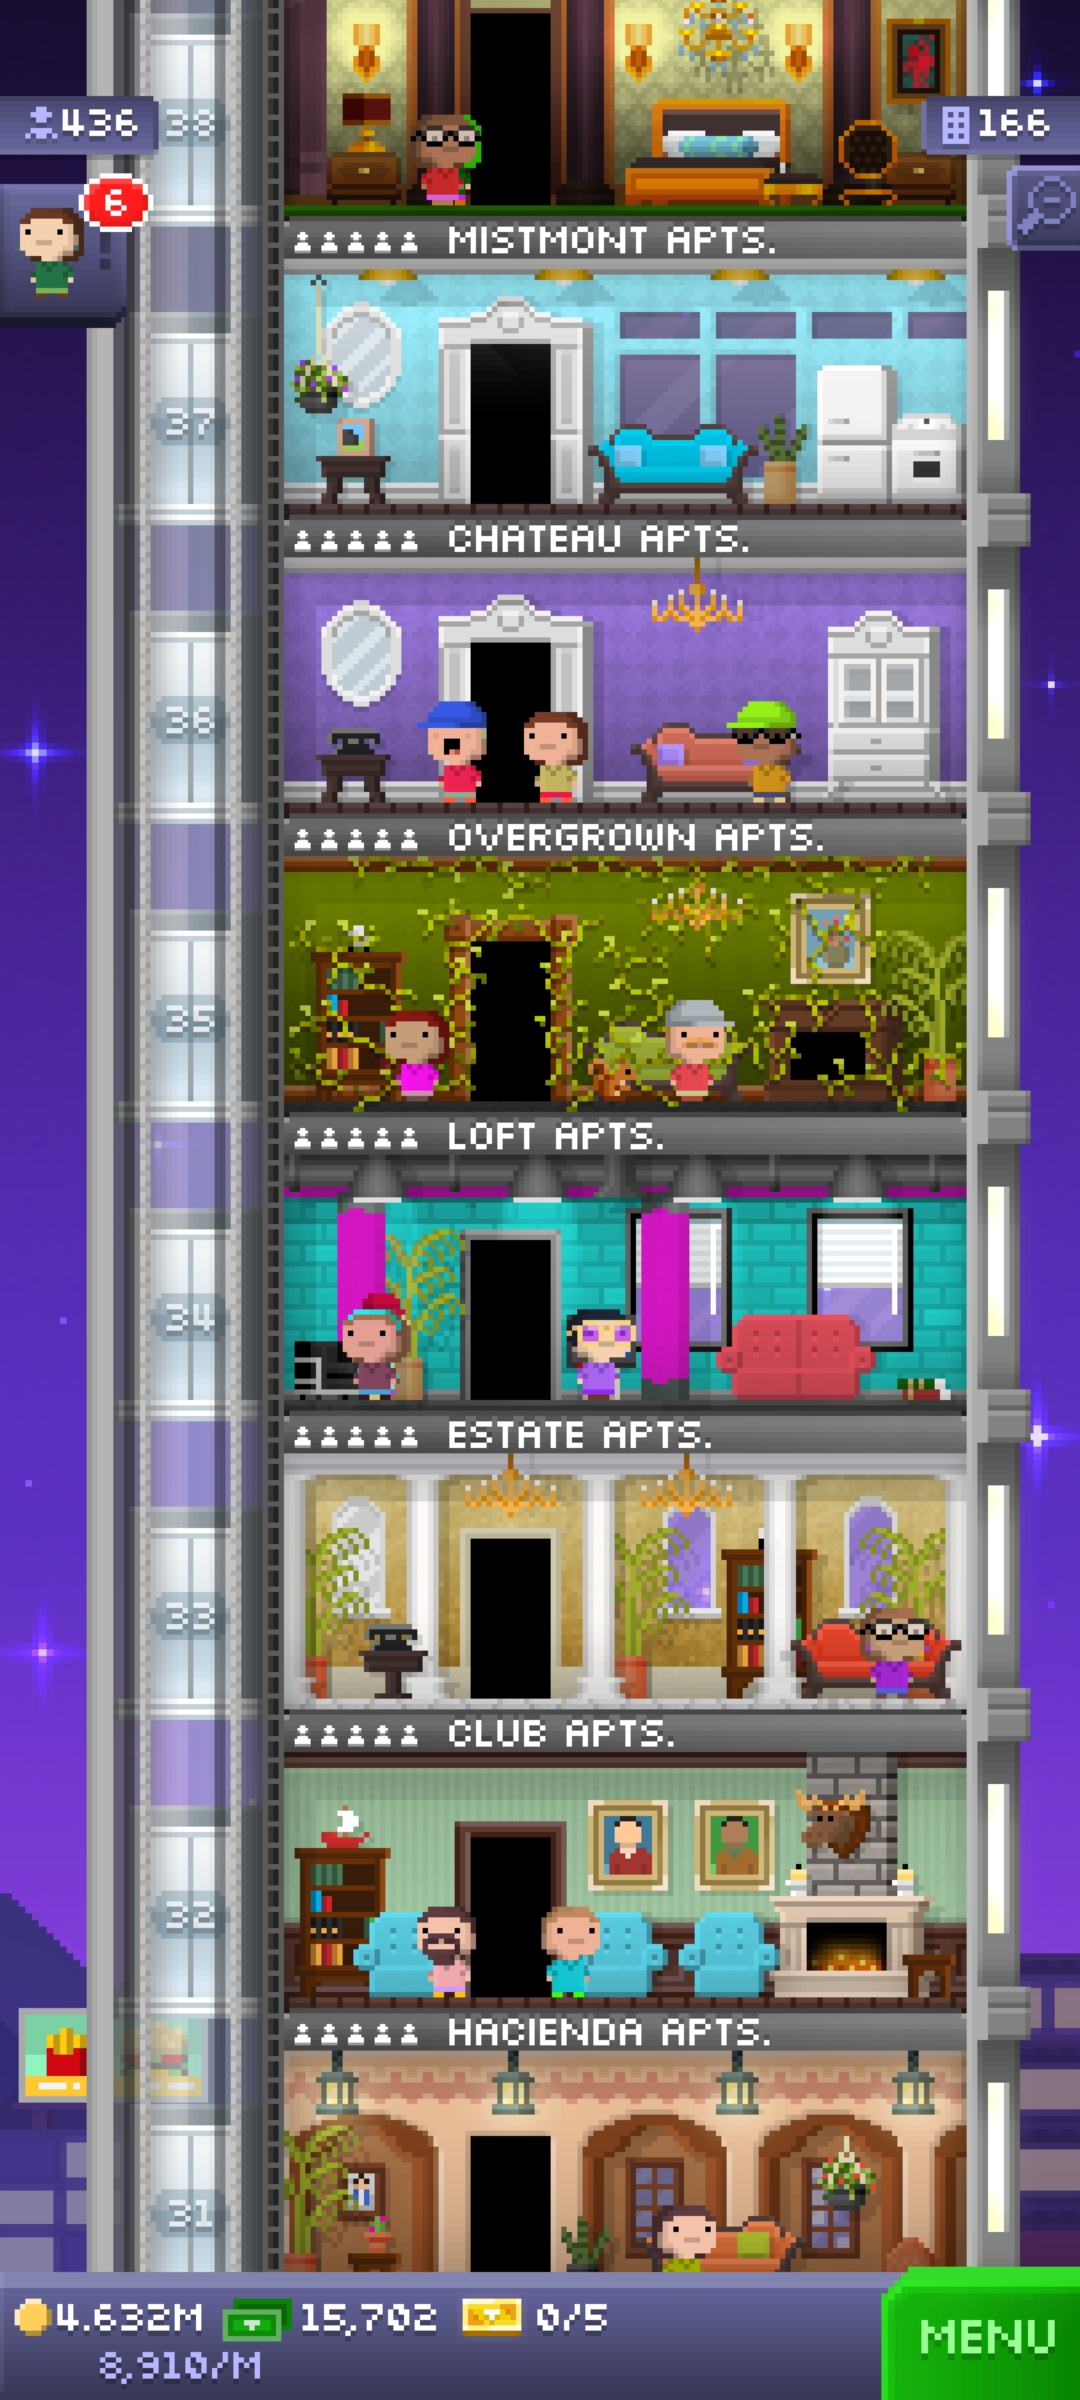 436
38
166
6
MISTMONT APTS.
37
CHATEAU APTS.
36
OVERGROWN APTS.
35
LOFT APTS.
34
ESTATE APTS.
33
CLUB APTS.
32
HACIENDA APTS.
31
4.632M 15,702 0/5
8,910/M
MENU